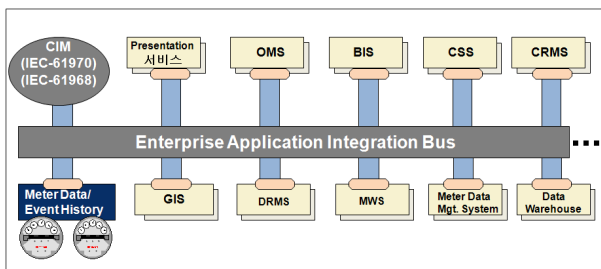 CIM
(IEC-61970)
(IEC-61968)
Presentation
서비스
OMS
BIS
CSS
CRMS
Enterprise Application Integration Bus
Meter Data/
Event History
GIS
DRMS
MWS
Meter Data
Mgt. System
Data
Warehouse